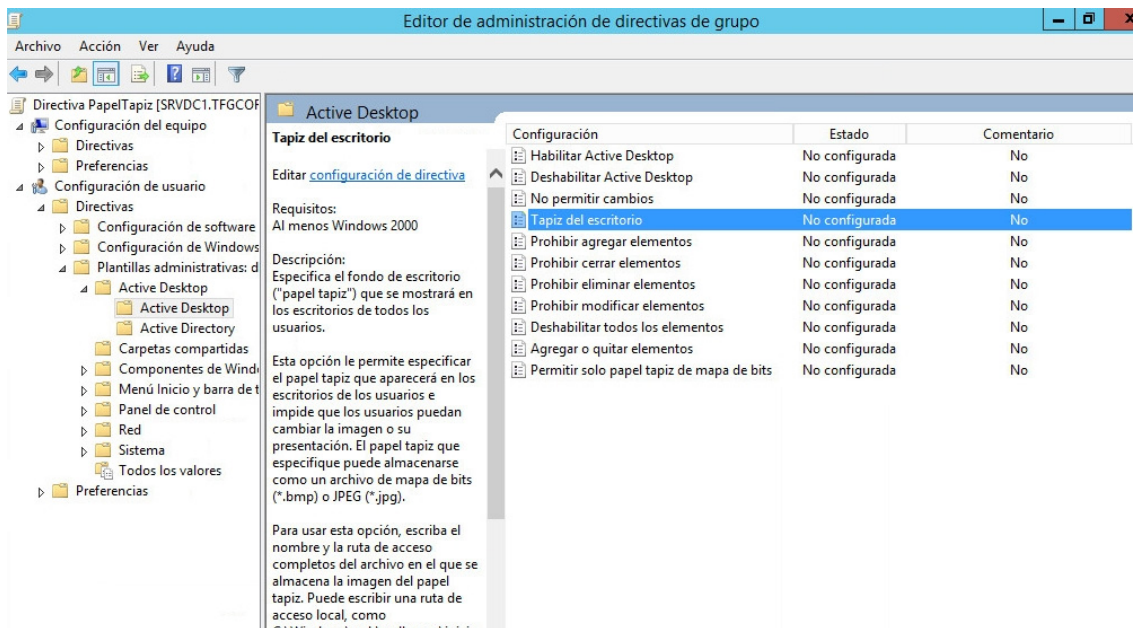 Editor de administración de directivas de grupo
Archivo Acción Ver Ayuda
Directiva PapelTapiz [SRVDC1.TFGCOF
Configuración del equipo
Directivas
Preferencias
Configuración de usuario
Directivas
Configuración de software
Configuración de Windows
Plantillas administrativas: d
Active Desktop
Active Desktop
Active Directory
Carpetas compartidas
Componentes de Wind
Menú Inicio y barra de t
Panel de control
Red
Sistema
Todos los valores
Preferencias
Active Desktop
Tapiz del escritorio
Editar configuración de directiva
Requisitos:
Al menos Windows 2000
Descripción:
Especifica el fondo de escritorio
("papel tapiz") que se mostrará en
los escritorios de todos los
usuarios.
Esta opción le permite especificar
el papel tapiz que aparecerá en los
escritorios de los usuarios e
impide que los usuarios puedan
cambiar la imagen o su
presentación. El papel tapiz que
especifique puede almacenarse
como un archivo de mapa de bits
(*.bmp) o JPEG (*.jpg).
Para usar esta opción, escriba el
nombre y la ruta de acceso
completos del archivo en el que se
almacena la imagen del papel
tapiz. Puede escribir una ruta de
acceso local, como
Configuración Estado Comentario
Habilitar Active Desktop No configurada No
Deshabilitar Active Desktop No configurada No
No permitir cambios No configurada No
Tapiz del escritorio No configurada No
Prohibir agregar elementos No configurada No
Prohibir cerrar elementos No configurada No
Prohibir eliminar elementos No configurada No
Prohibir modificar elementos No configurada No
Deshabilitar todos los elementos No configurada No
Agregar o quitar elementos No configurada No
Permitir solo papel tapiz de mapa de bits No configurada No